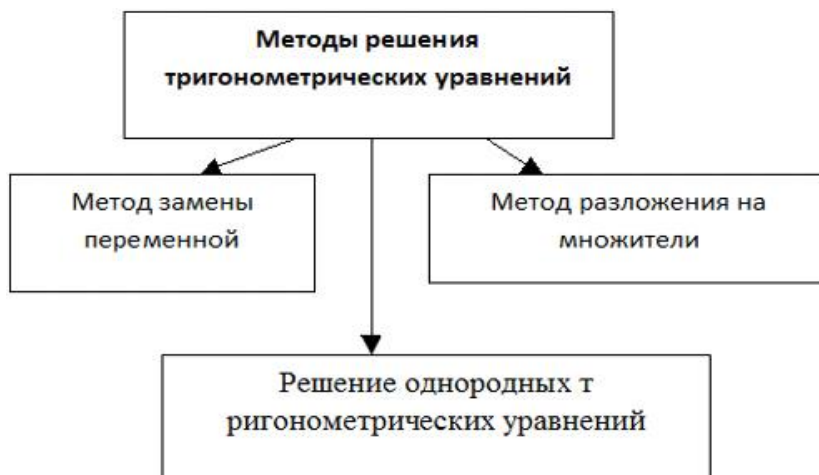 Методы решения
тригонометрических уравнений
Метод замены
переменной
Метод разложения на
множители
Решение однородных т
ригонометрических уравнений